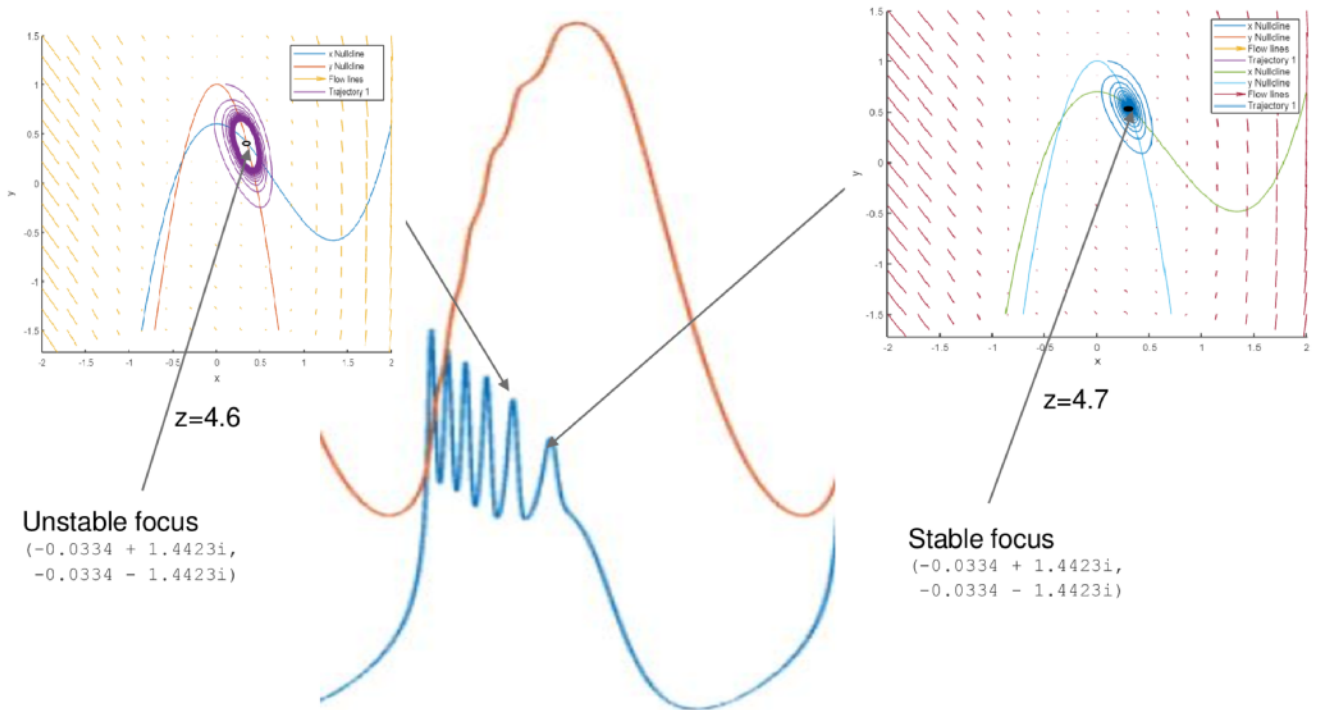 1.5
1
0.5
0
-0.5
-1
-1.5
y
-2
-1.5
-1
-0.5
0
0.5
1
1.5
2
x
x Nullcline
y Nullcline
Flow lines
Trajectory 1
z=4.6
Unstable focus
(-0.0334 + 1.4423i,
-0.0334 - 1.4423i)
1.5
1
0.5
0
-0.5
-1
-1.5
y
-2
-1.5
-1
-0.5
0
0.5
1
1.5
2
x
x Nullcline
y Nullcline
Flow lines
Trajectory 1
x Nullcline
y Nullcline
Flow lines
Trajectory 1
z=4.7
Stable focus
(-0.0334 + 1.4423i,
-0.0334 - 1.4423i)